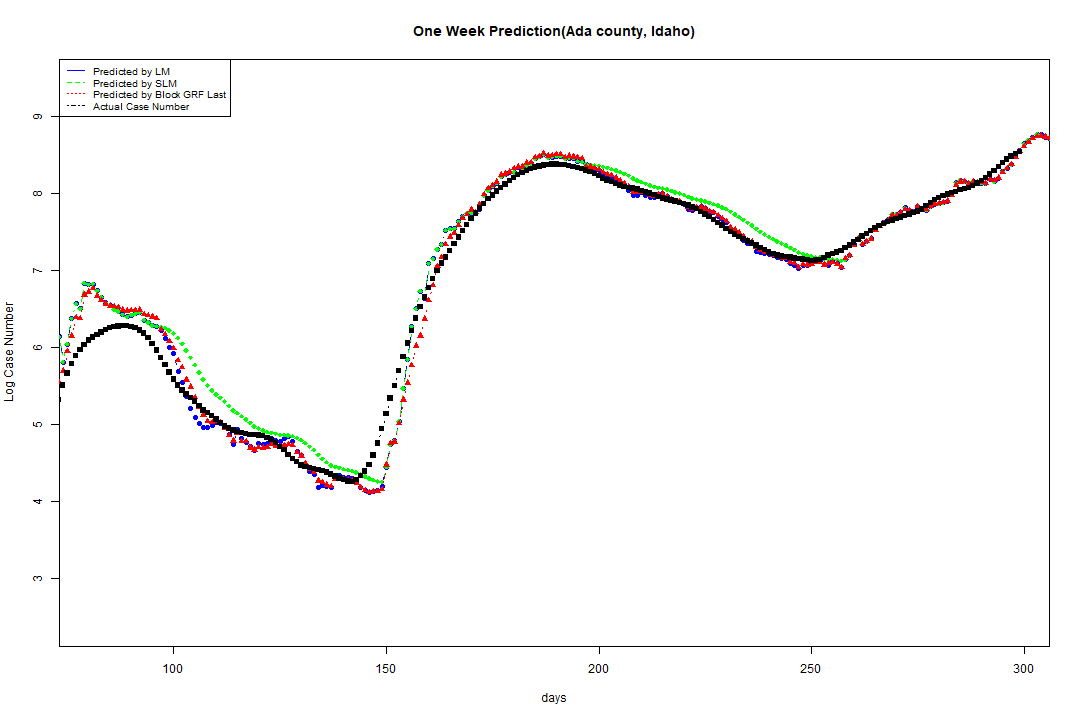 One Week Prediction(Ada county, Idaho)
Predicted by LM
Predicted by SLM
Predicted by Block GRF Last
Actual Case Number
9
8
7
6
5
4
3
Log Case Number
100 150 200 250 300
days